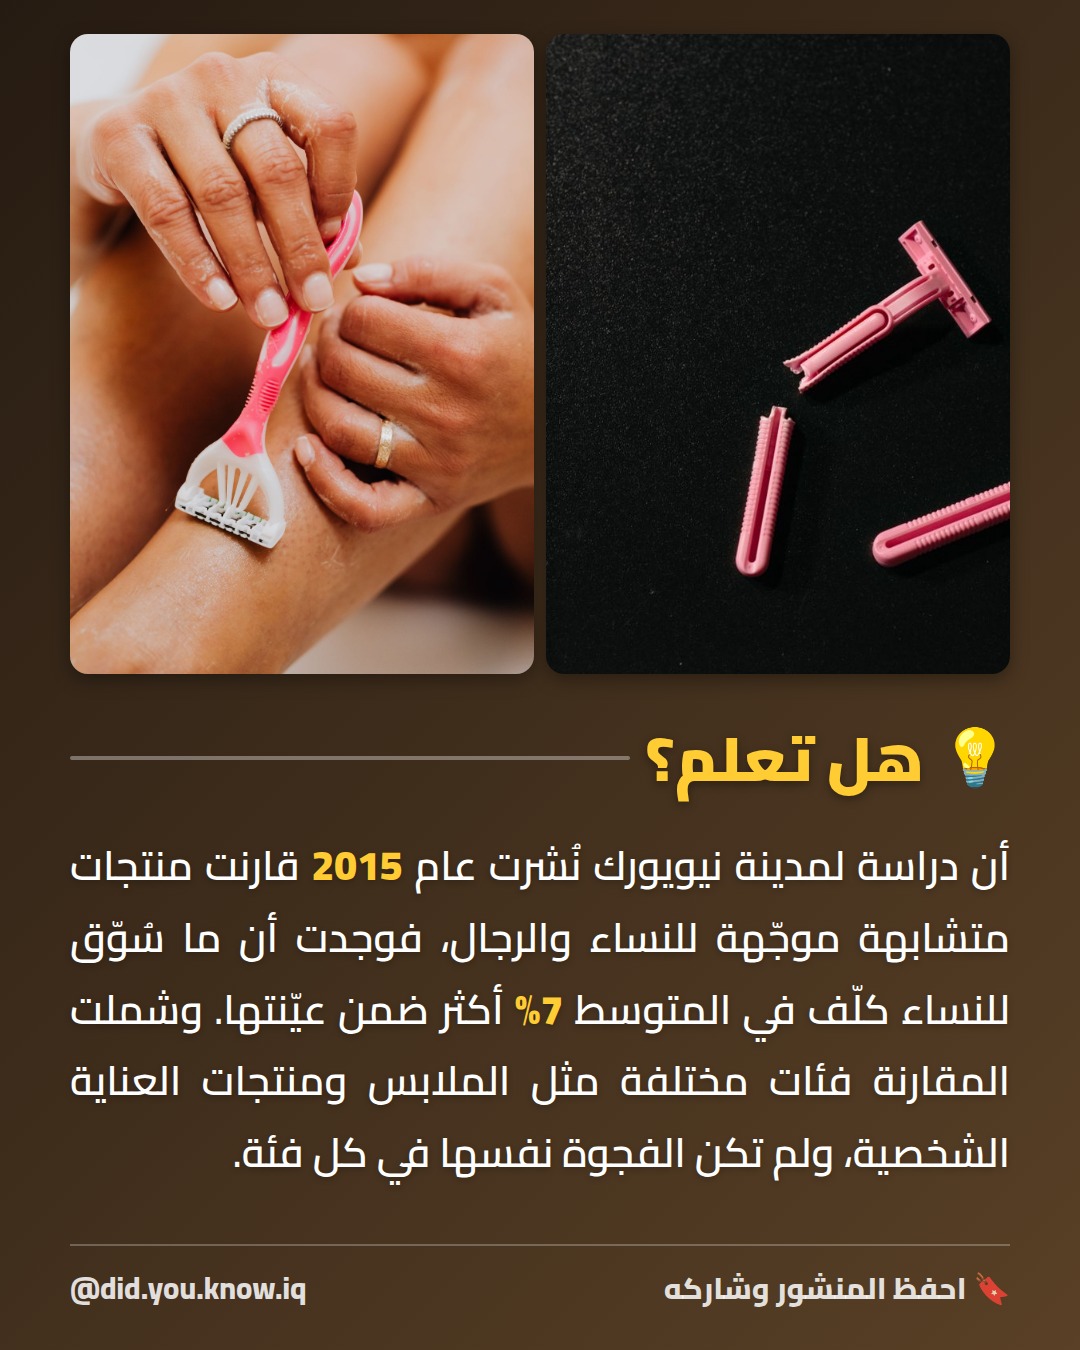 💡 هل تعلم؟
أن دراسة لمدينة نيويورك نُشرت عام 2015 قارنت منتجات
متشابهة موجّهة للنساء والرجال، فوجدت أن ما سُوّق
للنساء كلّف في المتوسط 7% أكثر ضمن عيّنتها. وشملت
المقارنة فئات مختلفة مثل الملابس ومنتجات العناية
الشخصية، ولم تكن الفجوة نفسها في كل فئة.
🔖 احفظ المنشور وشاركه
@did.you.know.iq